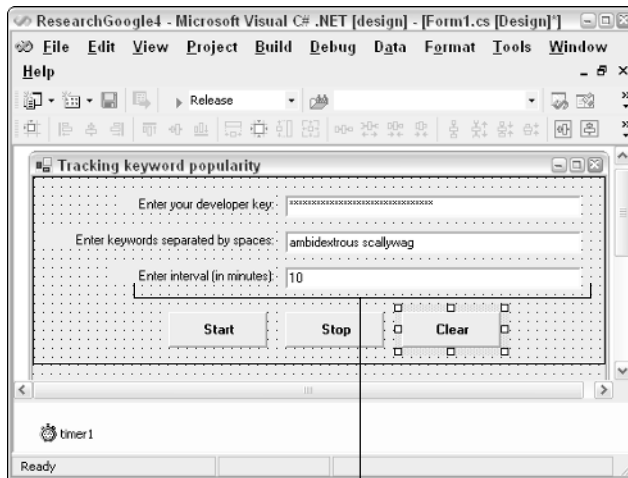 ResearchGoogle4 - Microsoft Visual C# .NET [design] - [Form1.cs [Design]*]
File Edit View Project Build Debug Data Format Tools Window
Help
Release
Tracking keyword popularity
Enter your developer key:
Enter keywords separated by spaces: ambidextrous scallywag
Enter interval (in minutes): 10
Start Stop Clear
timer1
Ready